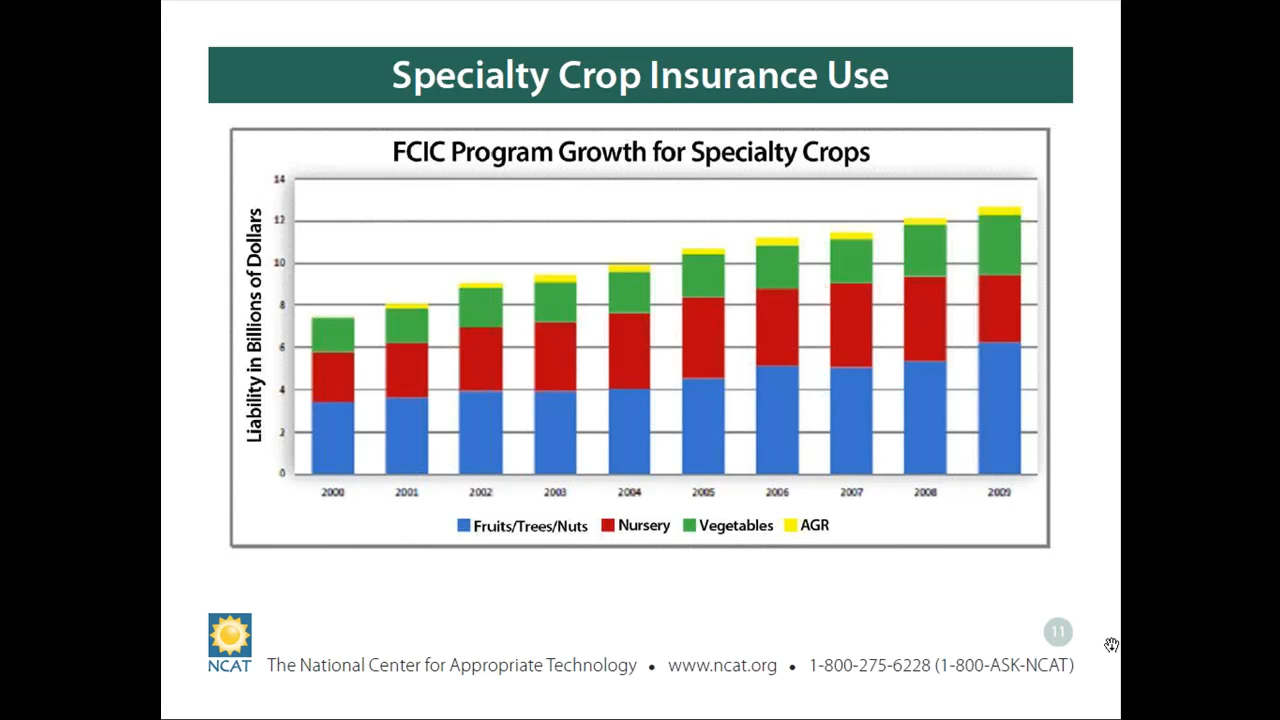 Specialty Crop Insurance Use
FCIC Program Growth for Specialty Crops
Liability in Billions of Dollars
14
12
10
8
6
4
2
0
2000 2001 2002 2003 2004 2005 2006 2007 2008 2009
Fruits/Trees/Nuts Nursery Vegetables AGR
11
NCAT
The National Center for Appropriate Technology • www.ncat.org • 1-800-275-6228 (1-800-ASK-NCAT)